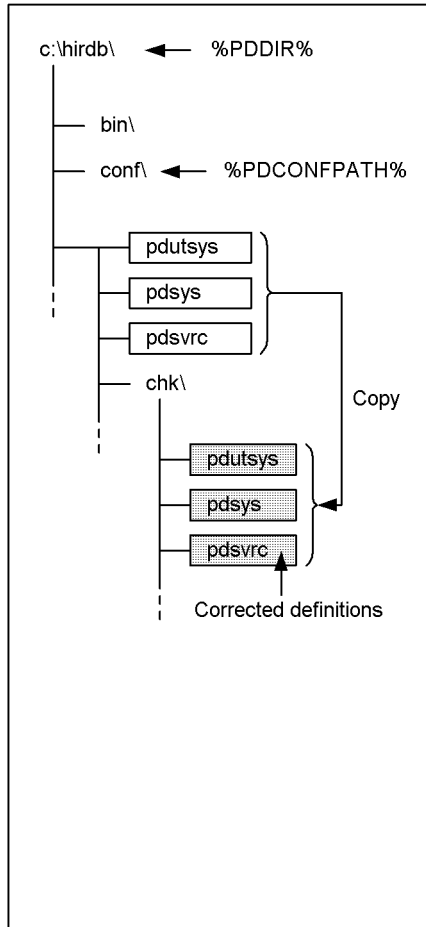 c:\hirdb\ %PDDIR%
bin\
conf\ %PDCONFPATH%
pdutsys
pdsys
pdsvrc
chk\
Copy
pdutsys
pdsys
pdsvrc
Corrected definitions